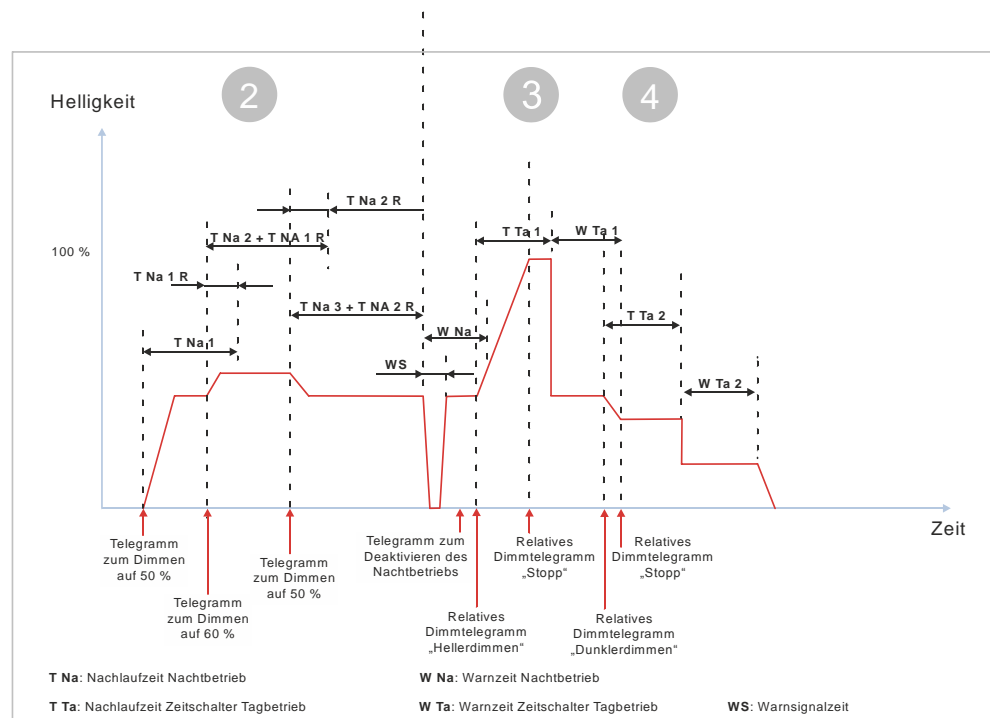 2
3
4
Helligkeit
T Na 2 R
T Na 2 + T NA 1 R
T Ta 1
W Ta 1
100 %
T Na 1 R
T Na 3 + T NA 2 R
T Ta 2
W Na
T Na 1
WS
W Ta 2
Zeit
Telegramm
zum Dimmen
auf 50 %
Telegramm
zum Dimmen
auf 60 %
Telegramm
zum Dimmen
auf 50 %
Telegramm zum
Deaktivieren des
Nachtbetriebs
Relatives
Dimmtelegramm
„Hellerdimmen“
Relatives
Dimmtelegramm
„Stopp“
Relatives
Dimmtelegramm
„Dunklerdimmen“
Relatives
Dimmtelegramm
„Stopp“
T Na: Nachlaufzeit Nachtbetrieb
W Na: Warnzeit Nachtbetrieb
T Ta: Nachlaufzeit Zeitschalter Tagbetrieb
W Ta: Warnzeit Zeitschalter Tagbetrieb
WS: Warnsignalzeit